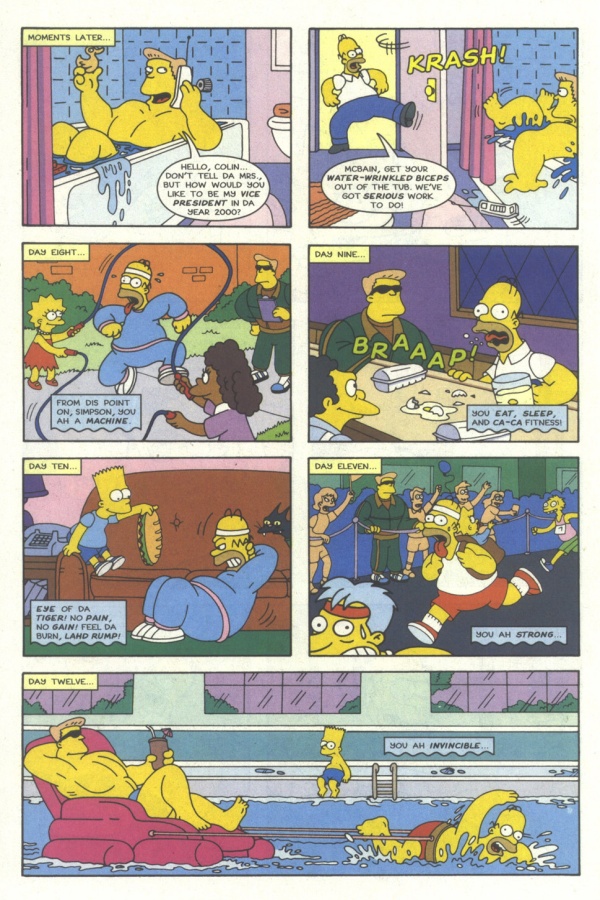 MOMENTS LATER...
HELLO, COLIN...
DON'T TELL DA MRS.,
BUT HOW WOULD YOU
LIKE TO BE MY VICE
PRESIDENT IN DA
YEAR 2000?
KRASH!
MCBAIN, GET YOUR
WATER-WRINKLED BICEPS
OUT OF THE TUB. WE'VE
GOT SERIOUS WORK
TO DO!
DAY EIGHT...
FROM DIS POINT
ON, SIMPSON, YOU
AH A MACHINE.
DAY NINE...
BRAAAP!
YOU EAT, SLEEP,
AND CA-CA FITNESS!
DAY TEN...
EYE OF DA
TIGER! NO PAIN,
NO GAIN! FEEL DA
BURN, LAHD RUMP!
DAY ELEVEN...
YOU AH STRONG...
DAY TWELVE...
YOU AH INVINCIBLE...